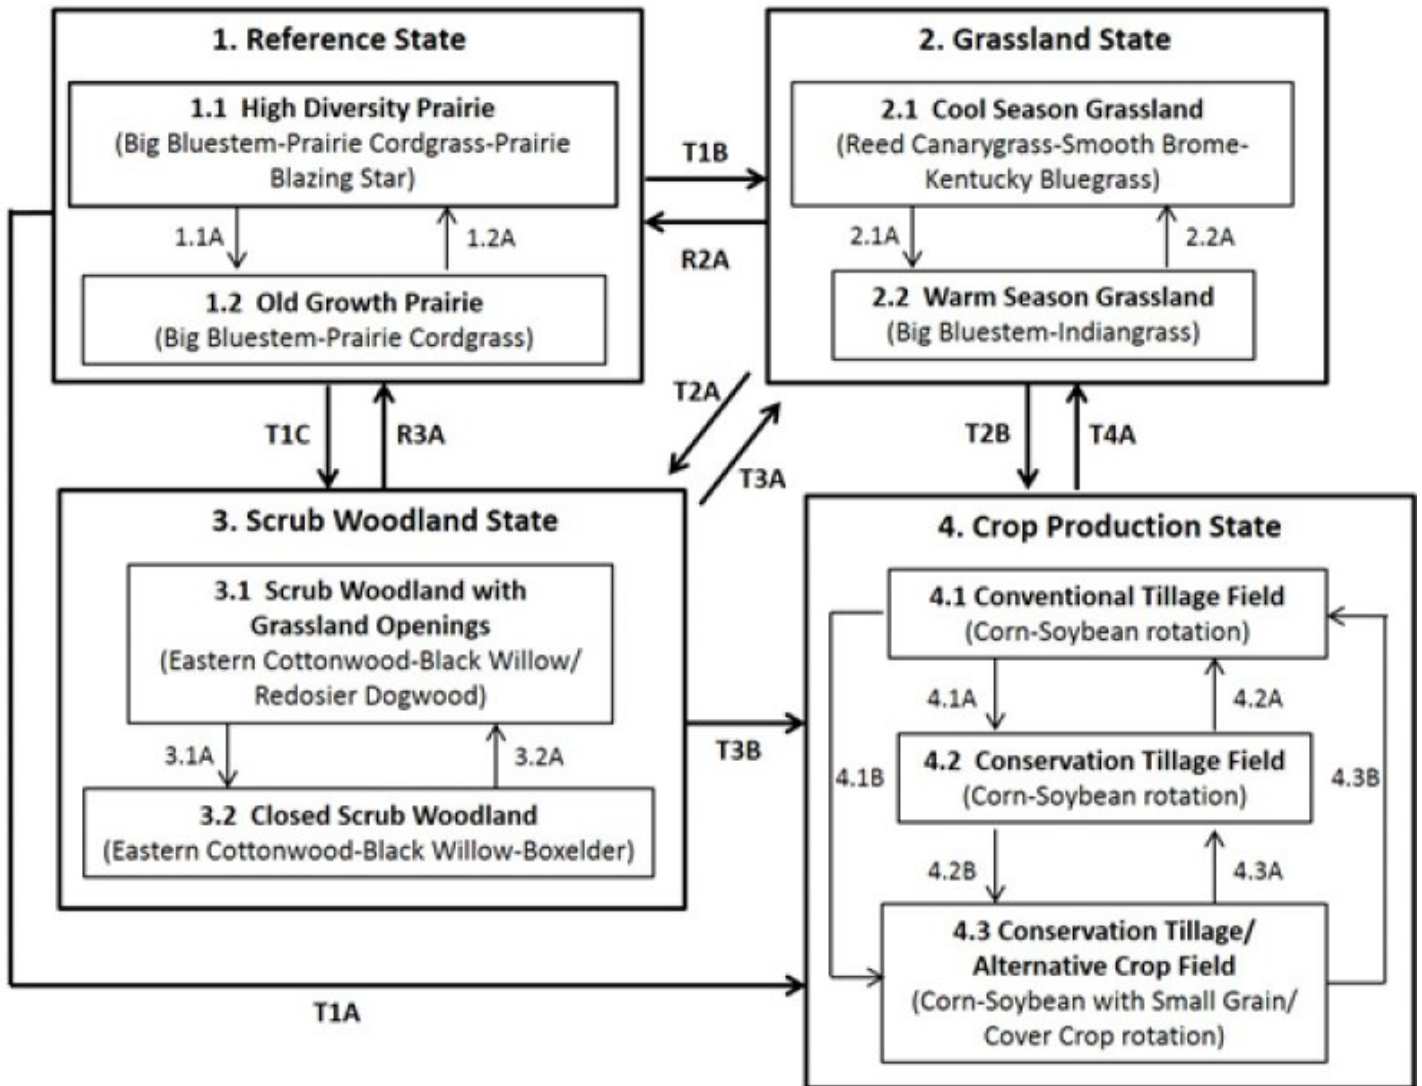 1. Reference State
1.1 High Diversity Prairie
(Big Bluestem-Prairie Cordgrass-Prairie
Blazing Star)
1.1A
1.2A
1.2 Old Growth Prairie
(Big Bluestem-Prairie Cordgrass)
T1B
R2A
2. Grassland State
2.1 Cool Season Grassland
(Reed Canarygrass-Smooth Brome-
Kentucky Bluegrass)
2.1A
2.2A
2.2 Warm Season Grassland
(Big Bluestem-Indiangrass)
T1C
R3A
T2A
T3A
T2B
T4A
3. Scrub Woodland State
3.1 Scrub Woodland with
Grassland Openings
(Eastern Cottonwood-Black Willow/
Redosier Dogwood)
3.1A
3.2A
3.2 Closed Scrub Woodland
(Eastern Cottonwood-Black Willow-Boxelder)
T3B
T1A
4. Crop Production State
4.1 Conventional Tillage Field
(Corn-Soybean rotation)
4.1A
4.2A
4.1B
4.2 Conservation Tillage Field
(Corn-Soybean rotation)
4.3B
4.2B
4.3A
4.3 Conservation Tillage/
Alternative Crop Field
(Corn-Soybean with Small Grain/
Cover Crop rotation)